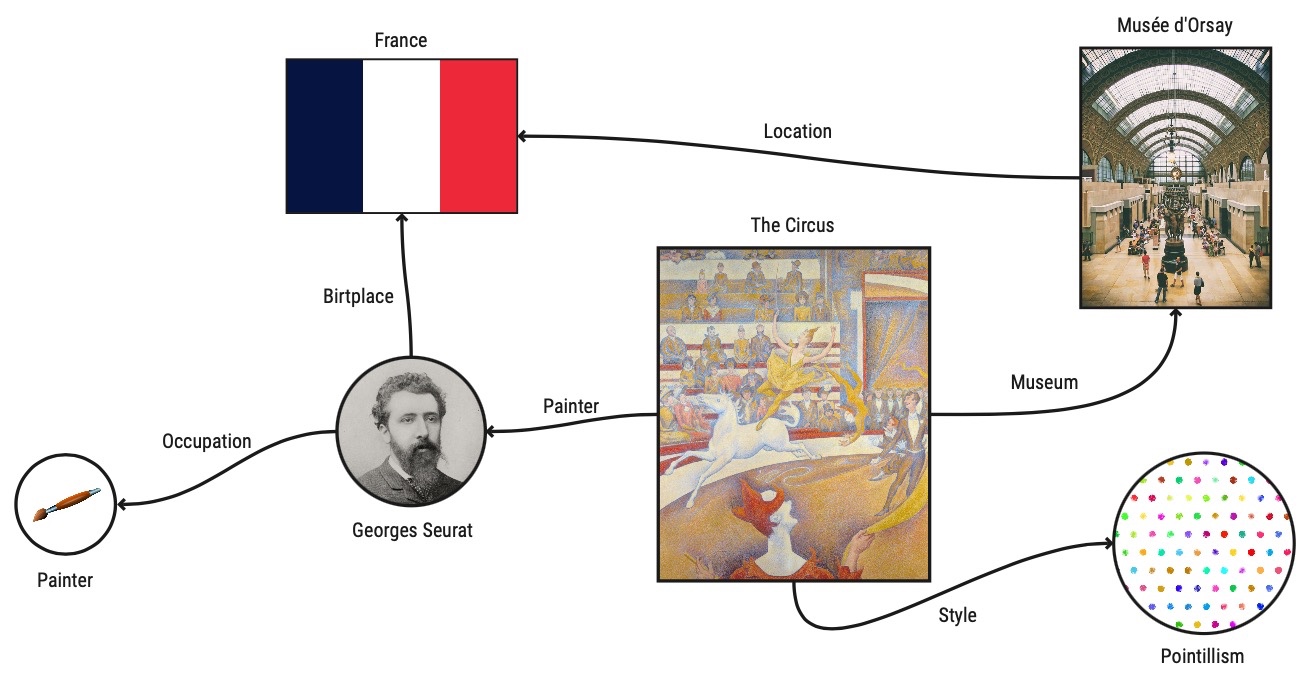 Musée d'Orsay
France
Location
The Circus
Birtplace
Museum
Painter
Occupation
Georges Seurat
Painter
Style
Pointillism